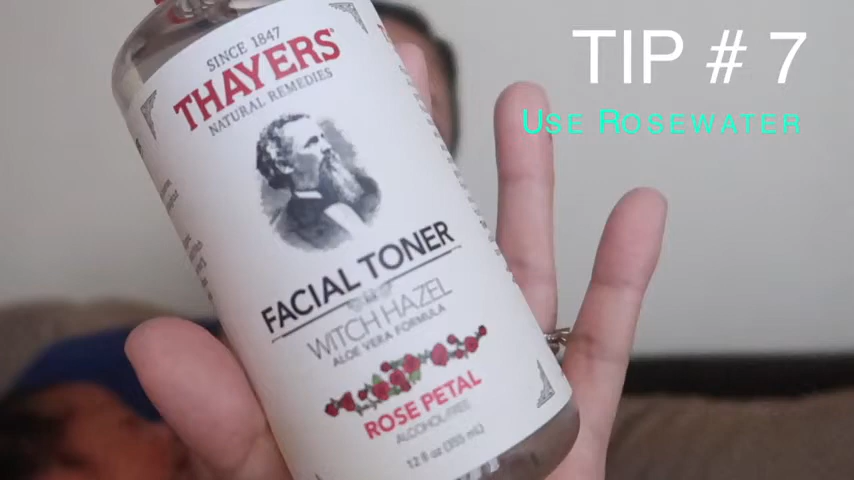 TIP # 7
USE ROSEWATER
SINCE 1847
THAYERS
NATURAL REMEDIES
FACIAL TONER
WITCH HAZEL
ALOE VERA FORMULA
ROSE PETAL
ALCOHOL-FREE
12 fl oz (355 mL)